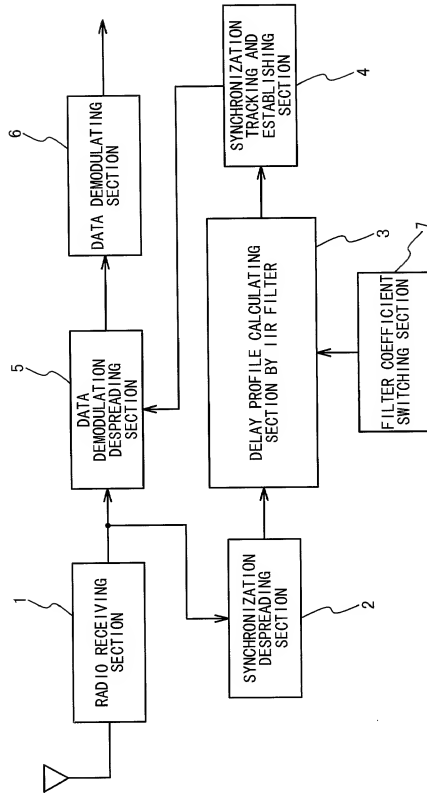 1
RADIO RECEIVING
SECTION
5
DATA
DEMODULATION
DESPREADING
SECTION
6
DATA DEMODULATING
SECTION
SYNCHRONIZATION
DESPREADING
SECTION
2
DELAY PROFILE CALCULATING
SECTION BY IIR FILTER
3
SYNCHRONIZATION
TRACKING AND
ESTABLISHING
SECTION
4
FILTER COEFFICIENT
SWITCHING SECTION
7